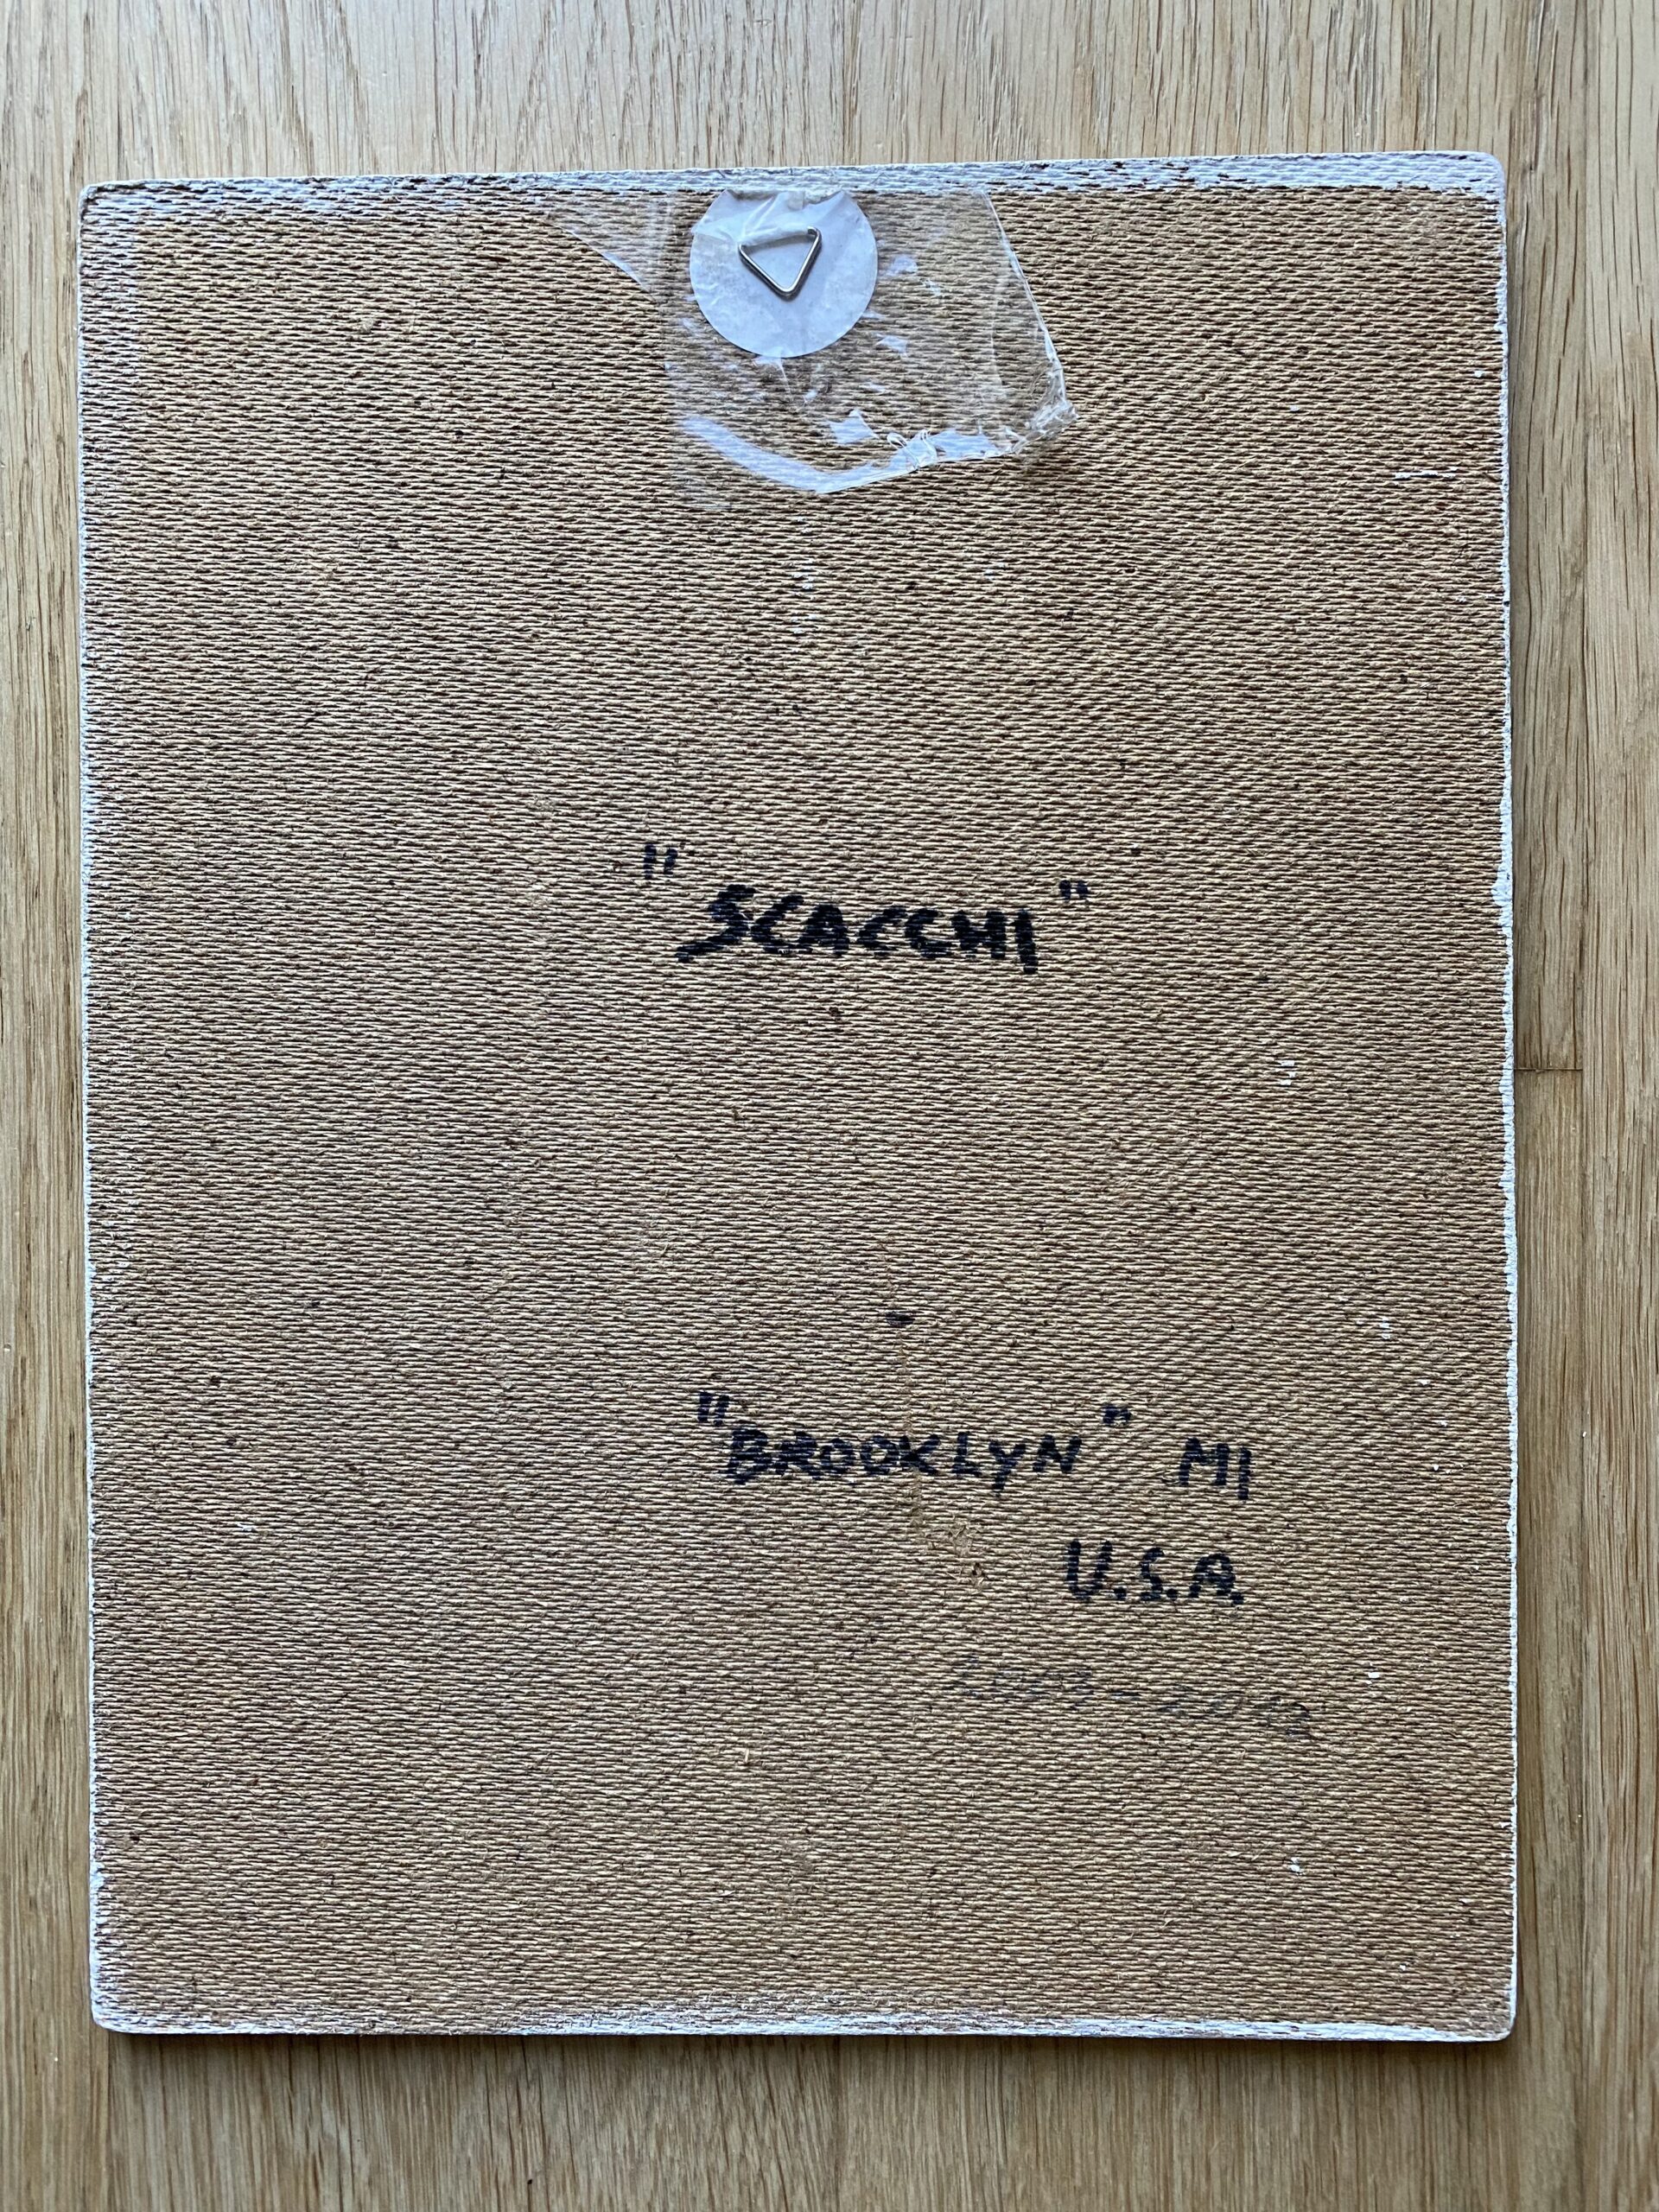 "SCACCHI"
"BROOKLYN" MI
U.S.A.